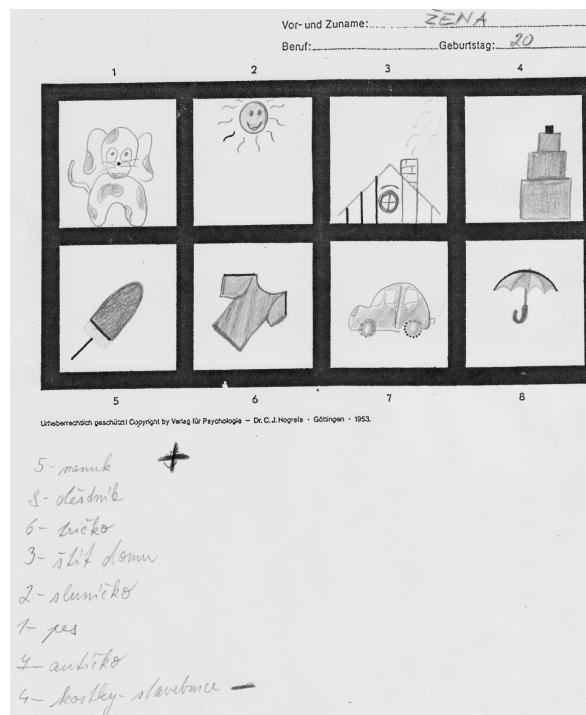 Vor- und Zuname: ŽENA
Beruf: Geburtstag: 20
1 2 3 4
5 6 7 8
Urheberrechtlich geschützt! Copyright by Verlag für Psychologie – Dr. C. J. Hogrefe · Göttingen · 1953.
5 - nanuk +
8 - deštník
6 - tričko
3 - štít domu
2 - sluníčko
1 - pes
7 - autíčko
4 - kostky - stavebnice -